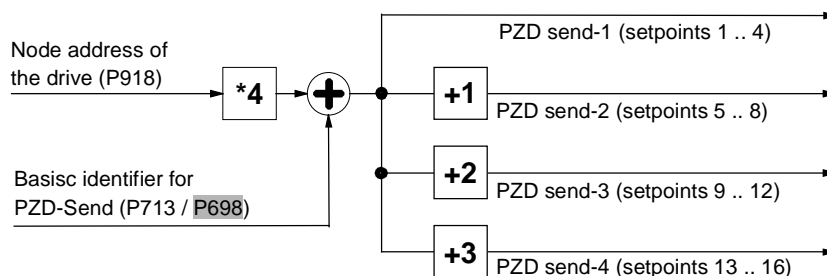 PZD send-1 (setpoints 1 .. 4)
Node address of
the drive (P918)
*4
+
+1
PZD send-2 (setpoints 5 .. 8)
Basisc identifier for
PZD-Send (P713 / P698)
+2
PZD send-3 (setpoints 9 .. 12)
+3
PZD send-4 (setpoints 13 .. 16)